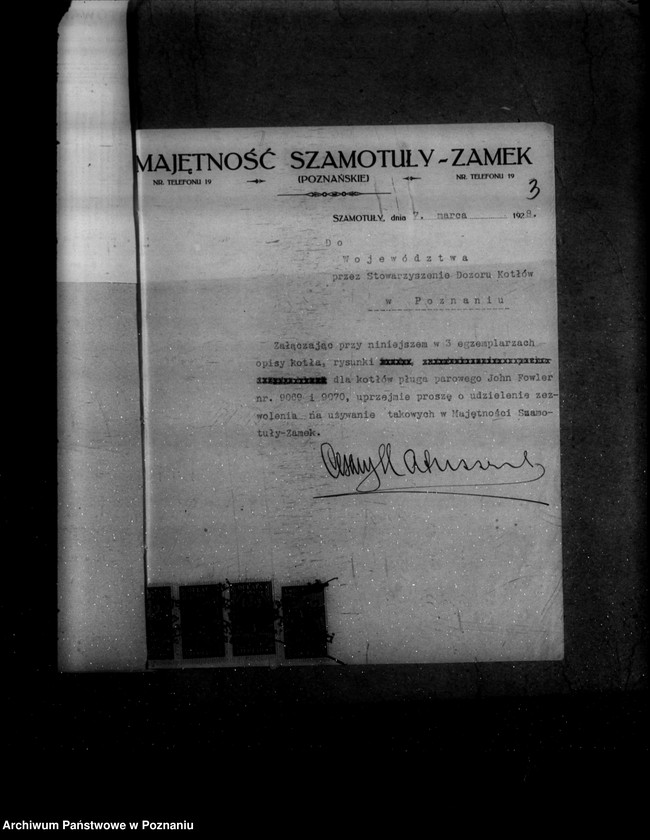 MAJĘTNOŚĆ SZAMOTUŁY-ZAMEK
NR. TELEFONU 19 (POZNAŃSKIE) NR. TELEFONU 19
3
SZAMOTUŁY, dnia 7. marca 1928.
Do
Województwa
przez Stowarzyszenie Dozoru Kotłów
w Poznaniu
Załączając przy niniejszem w 3 egzemplarzach
opisy kotła, rysunki
dla kotłów pługa parowego John Fowler
nr. 9969 i 9970, uprzejmie proszę o udzielenie zez-
wolenia na używanie takowych w Majętności Szamo-
tuły-Zamek.
Archiwum Państwowe w Poznaniu